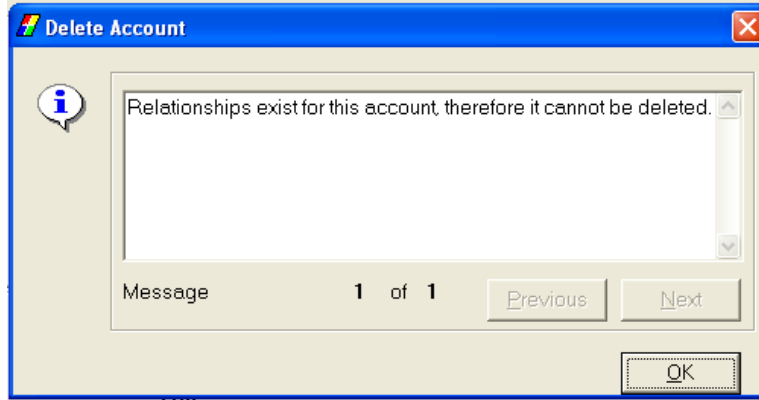 Delete Account
Relationships exist for this account, therefore it cannot be deleted.
Message 1 of 1 Previous Next
OK